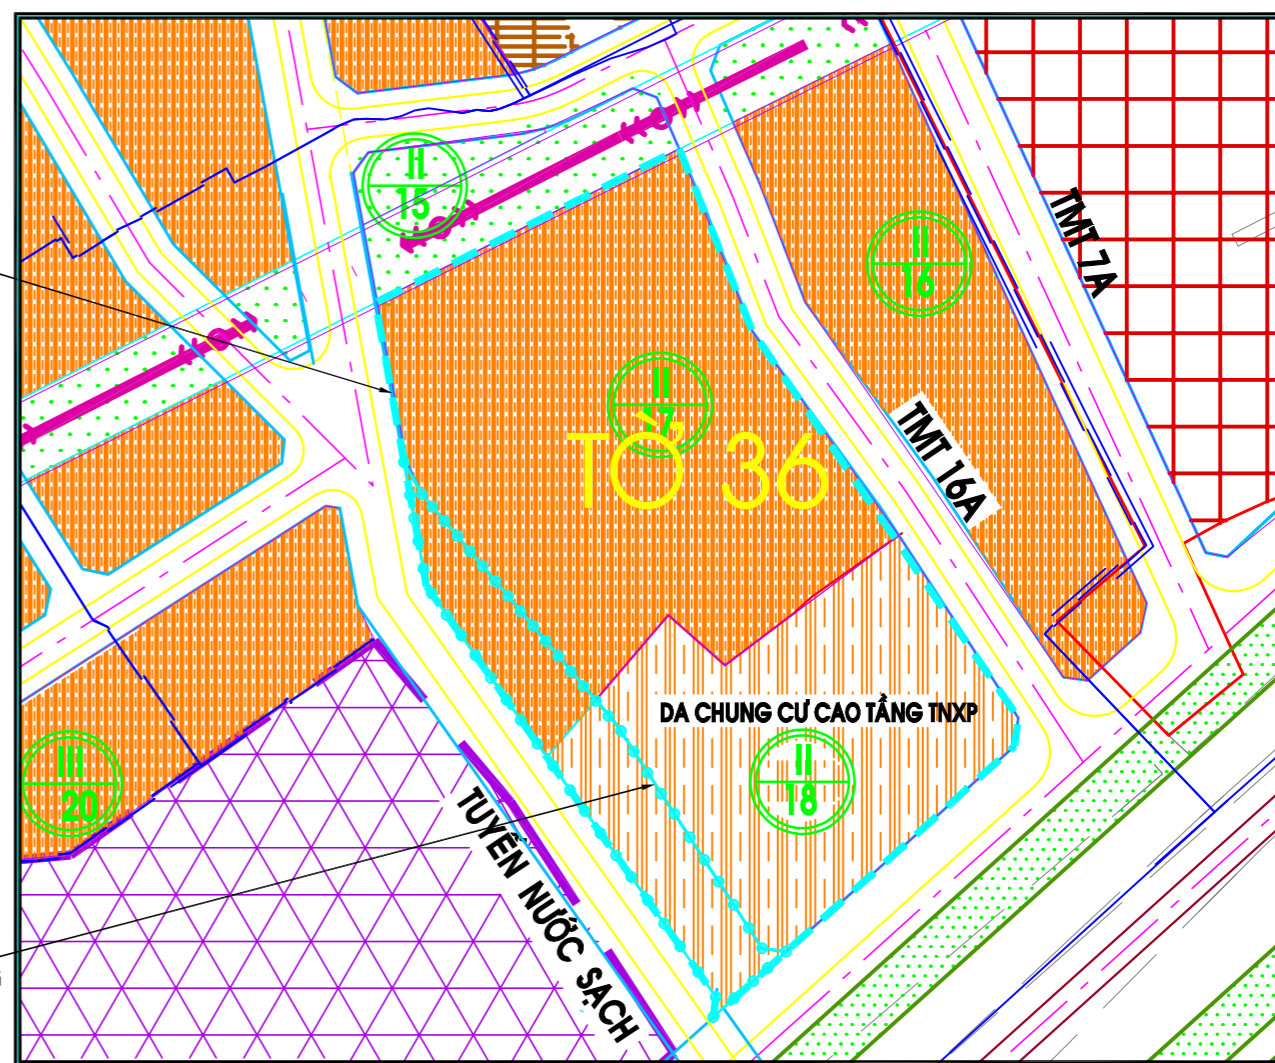 II
15
II
16
TMT 7A
II
17
TỔ 36
TMT 16A
DA CHUNG CƯ CAO TẦNG TNXP
II
18
III
20
TUYẾN NƯỚC SẠCH